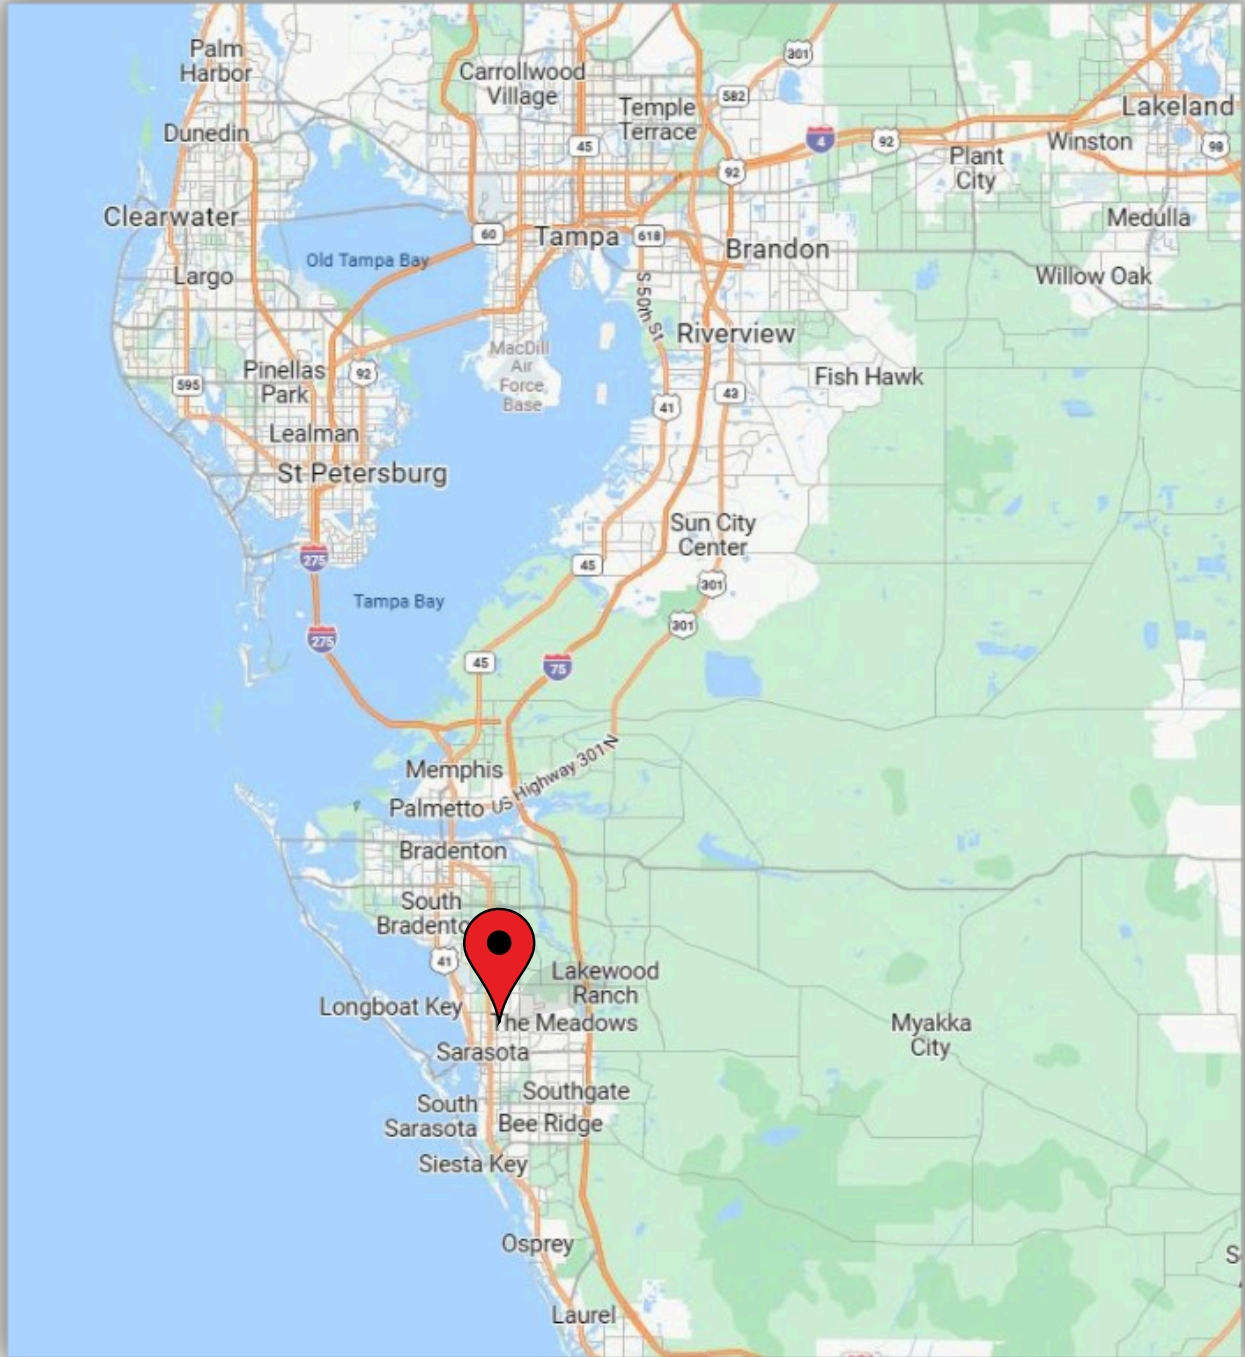 Palm
Harbor
Carrollwood
Village
301
582
Temple
Terrace
Lakeland
Dunedin
45
4
92
Winston
98
Plant
City
92
Clearwater
Medulla
60
Tampa
618
Brandon
Old Tampa Bay
Largo
Willow Oak
S 50th St
Riverview
MacDill
Air
Force
Base
Pinellas
Park
92
595
Fish Hawk
43
41
Lealman
St Petersburg
Sun City
Center
275
45
301
Tampa Bay
301
275
45
75
Memphis
US Highway 301 N
Palmetto
Bradenton
South
Bradento
41
Lakewood
Ranch
Longboat Key
The Meadows
Myakka
City
Sarasota
Southgate
South
Sarasota
Bee Ridge
Siesta Key
Osprey
S
Laurel